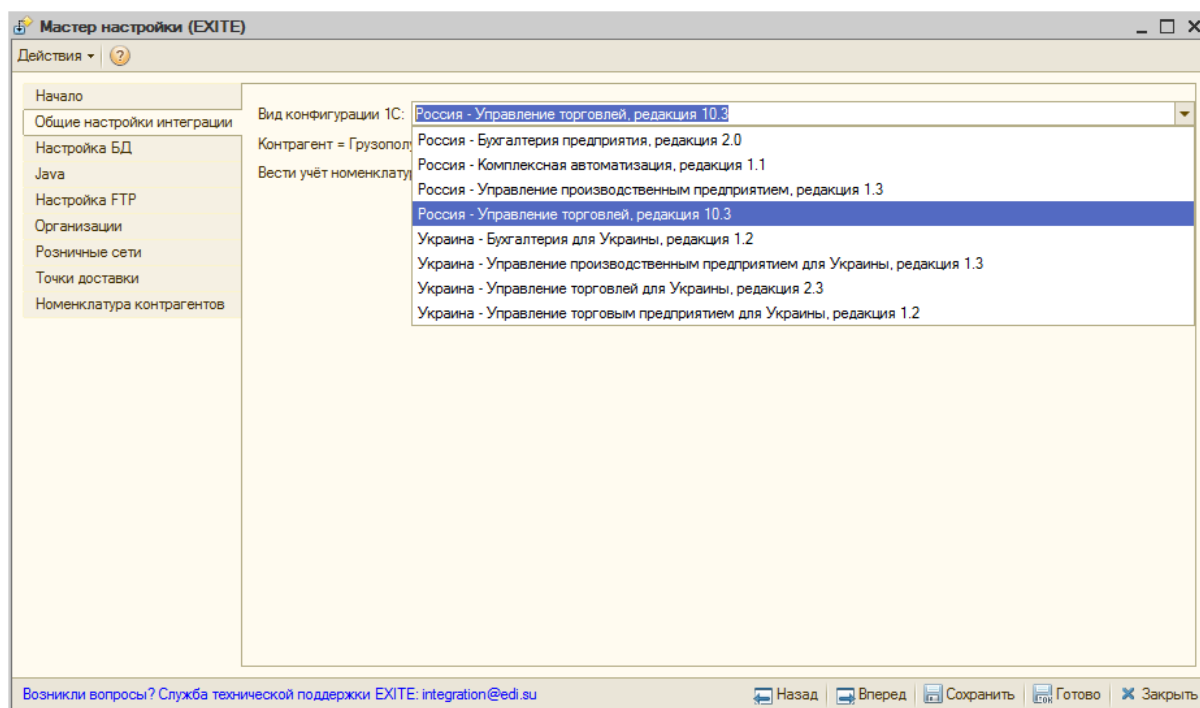 Мастер настройки (EXITE)
Действия
Начало
Общие настройки интеграции
Настройка БД
Java
Настройка FTP
Организации
Розничные сети
Точки доставки
Номенклатура контрагентов
Вид конфигурации 1С: Россия - Управление торговлей, редакция 10.3
Контрагент = Грузополу
Вести учёт номенклату
Россия - Бухгалтерия предприятия, редакция 2.0
Россия - Комплексная автоматизация, редакция 1.1
Россия - Управление производственным предприятием, редакция 1.3
Россия - Управление торговлей, редакция 10.3
Украина - Бухгалтерия для Украины, редакция 1.2
Украина - Управление производственным предприятием для Украины, редакция 1.3
Украина - Управление торговлей для Украины, редакция 2.3
Украина - Управление торговым предприятием для Украины, редакция 1.2
Возникли вопросы? Служба технической поддержки EXITE: integration@edi.su
Назад Вперед Сохранить Готово Закрыть